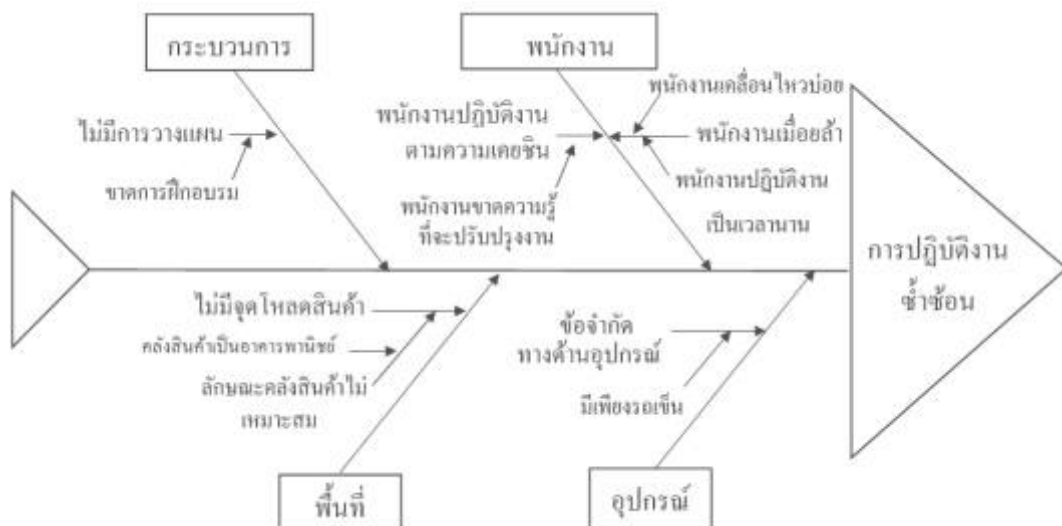 กระบวนการ
พนักงาน
พนักงานเคลื่อนไหวบ่อย
ไม่มีการวางแผน
พนักงานปฏิบัติงาน
ตามความเคยชิน
พนักงานเมื่อยล้า
ขาดการฝึกอบรม
พนักงานปฏิบัติงาน
เป็นเวลานาน
พนักงานขาดความรู้
ที่จะปรับปรุงงาน
การปฏิบัติงาน
ซ้ำซ้อน
ไม่มีจุดโหลดสินค้า
คลังสินค้าเป็นอาคารพานิชย์
ลักษณะคลังสินค้าไม่
เหมาะสม
ข้อจำกัด
ทางด้านอุปกรณ์
มีเพียงรอเข็น
พื้นที่
อุปกรณ์